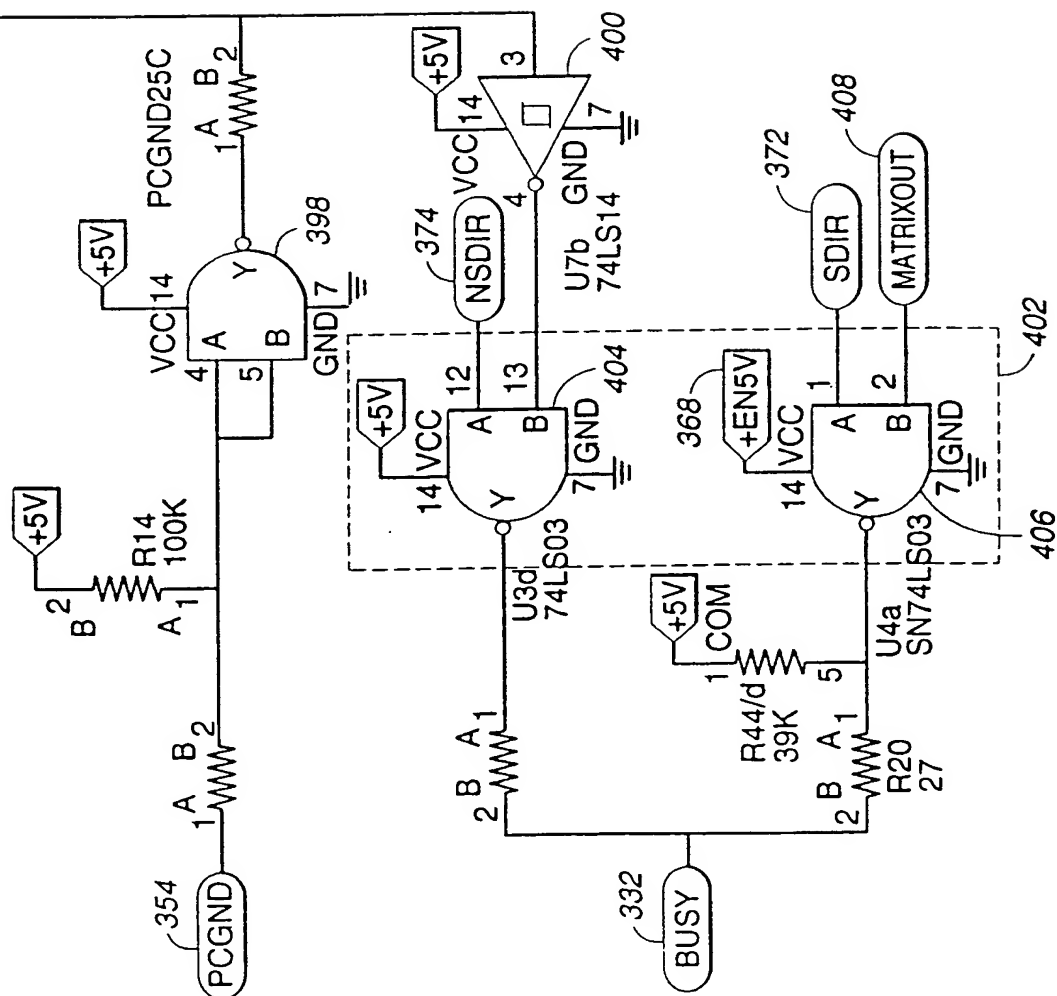 PCGND25C
1 A B 2
+5V
VCC 14
4 A
5 B
Y
GND 7
398
+5V
2
B
R14
100K
A 1
1 A B 2
PCGND
354
3
400
+5V
VCC 14
GND 7
4
U7b
74LS14
NSDIR
374
+5V
VCC
14
12 A
13 B
Y
7 GND
404
U3d
74LS03
2 B A 1
SDIR
372
MATRIXOUT
408
402
368
+EN5V
VCC
14
1 A
2 B
Y
7 GND
406
U4a
SN74LS03
+5V
1 COM
R44/d
39K
5
2 B A 1
R20
27
BUSY
332